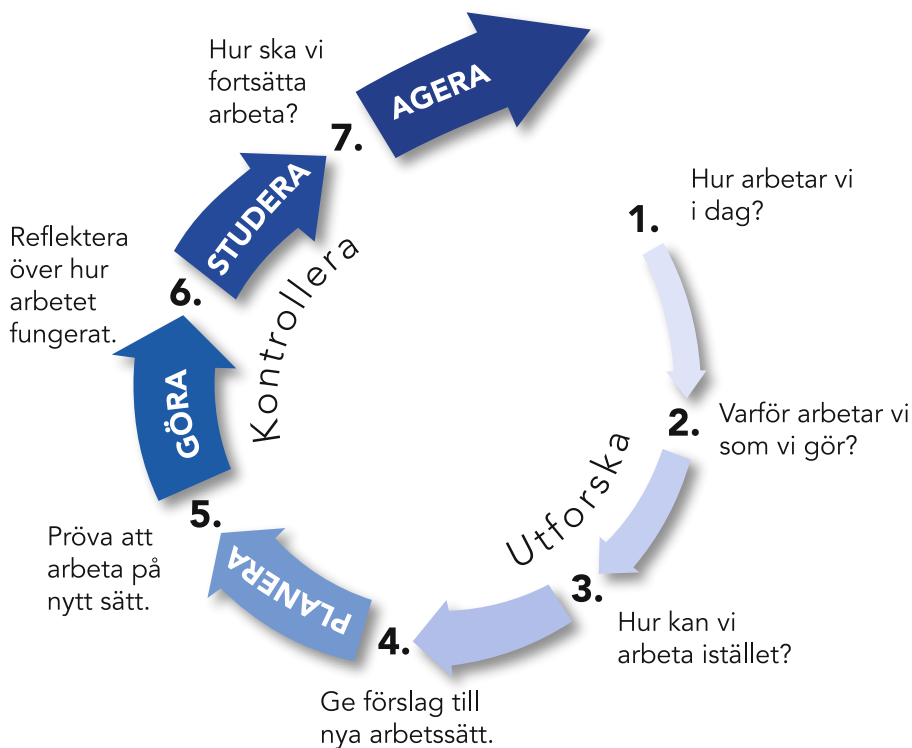 1.
Hur arbetar vi
i dag?
2.
Varför arbetar vi
som vi gör?
Utforska
3.
Hur kan vi
arbeta istället?
4.
Ge förslag till
nya arbetssätt.
PLANERA
5.
Pröva att
arbeta på
nytt sätt.
GÖRA
Kontrollera
6.
Reflektera
över hur
arbetet
fungerat.
STUDERA
7.
Hur ska vi
fortsätta
arbeta?
AGERA